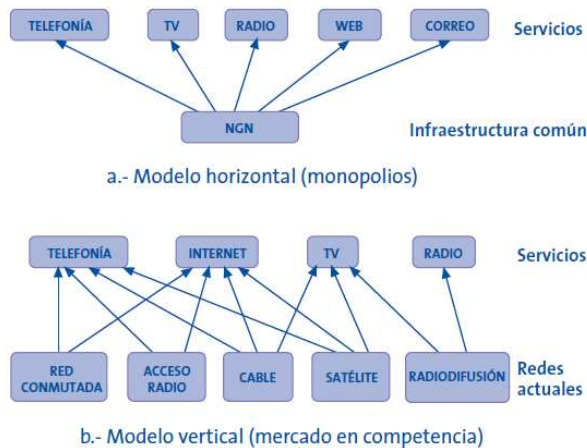 TELEFONÍA TV RADIO WEB CORREO Servicios
NGN Infraestructura común
a.- Modelo horizontal (monopolios)
TELEFONÍA INTERNET TV RADIO Servicios
RED CONMUTADA ACCESO RADIO CABLE SATÉLITE RADIODIFUSIÓN Redes actuales
b.- Modelo vertical (mercado en competencia)